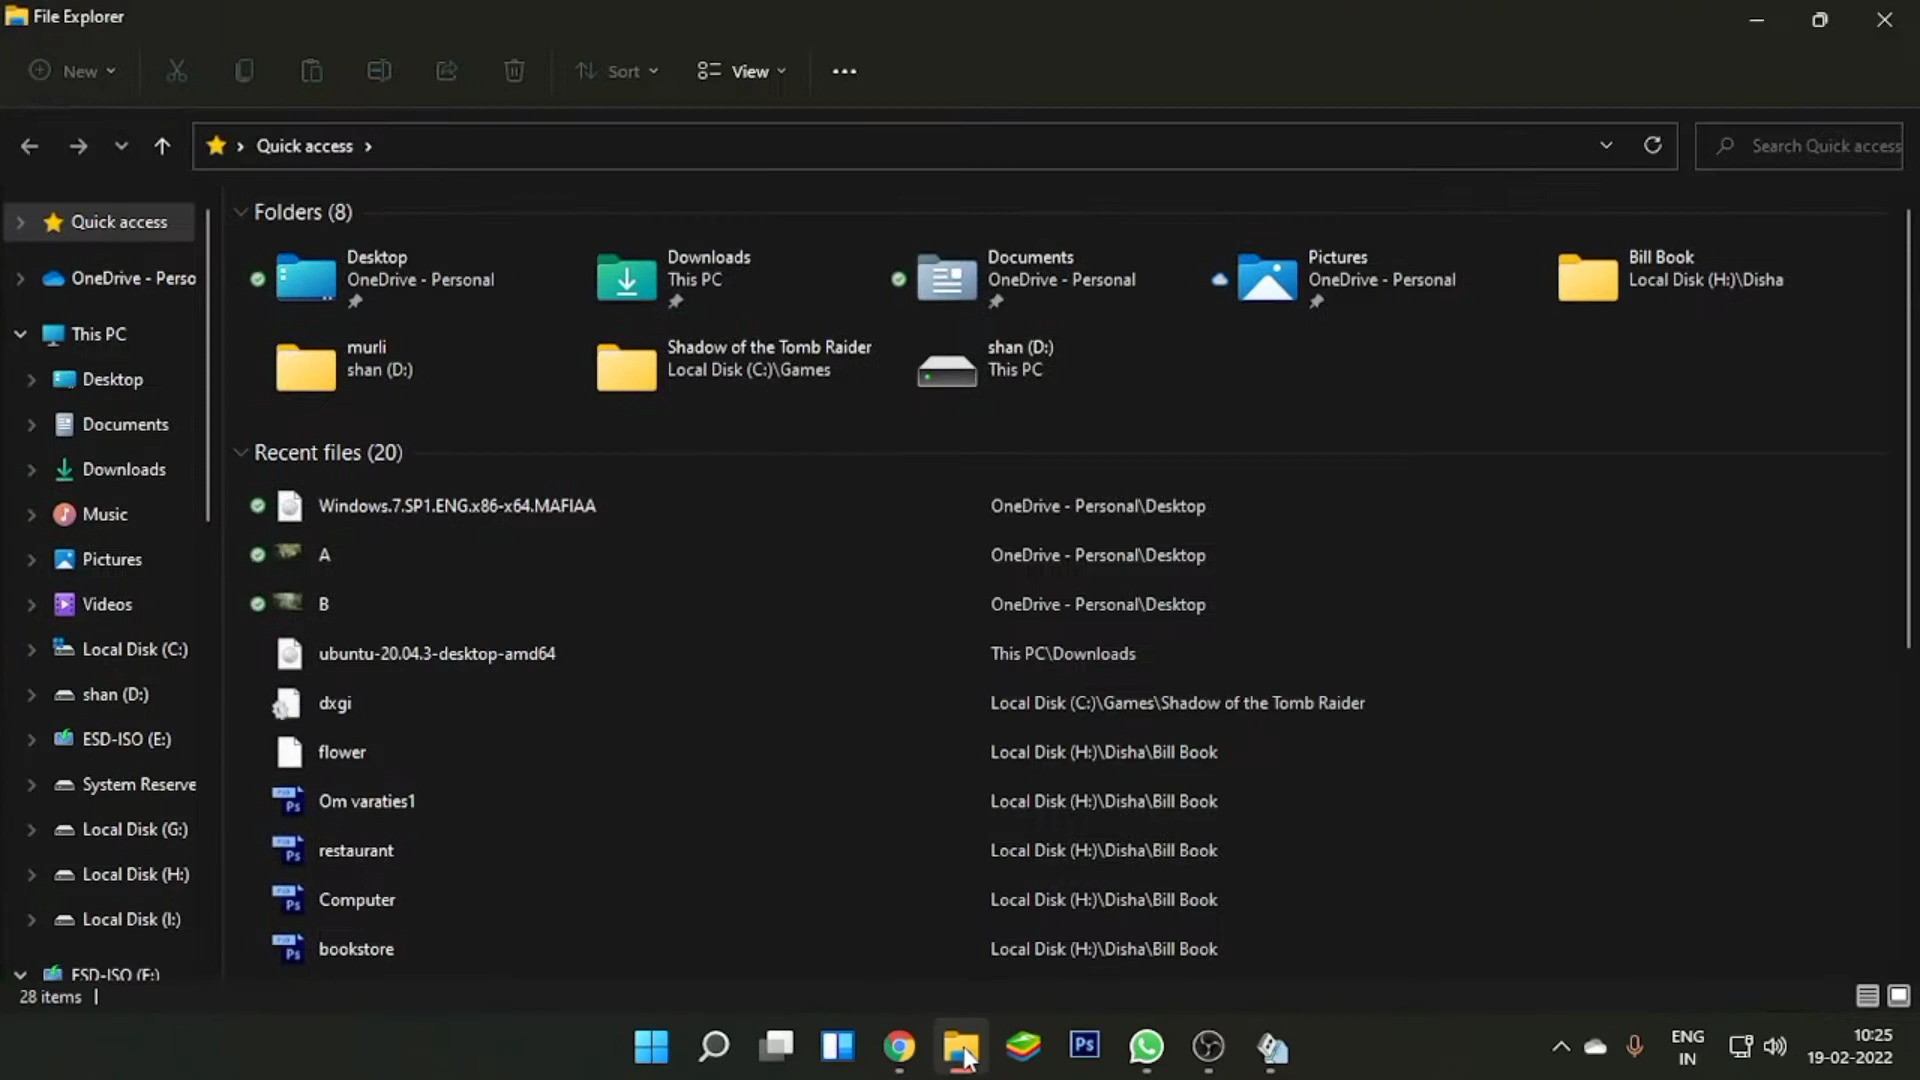 File Explorer
New
Sort
View
Quick access
Search Quick access
Quick access
OneDrive - Perso
This PC
Desktop
Documents
Downloads
Music
Pictures
Videos
Local Disk (C:)
shan (D:)
ESD-ISO (E:)
System Reserve
Local Disk (G:)
Local Disk (H:)
Local Disk (I:)
ESD-ISO (E:)
Folders (8)
Desktop
OneDrive - Personal
Downloads
This PC
Documents
OneDrive - Personal
Pictures
OneDrive - Personal
Bill Book
Local Disk (H:)\Disha
murli
shan (D:)
Shadow of the Tomb Raider
Local Disk (C:)\Games
shan (D:)
This PC
Recent files (20)
Windows.7.SP1.ENG.x86-x64.MAFIAA OneDrive - Personal\Desktop
A OneDrive - Personal\Desktop
B OneDrive - Personal\Desktop
ubuntu-20.04.3-desktop-amd64 This PC\Downloads
dxgi Local Disk (C:)\Games\Shadow of the Tomb Raider
flower Local Disk (H:)\Disha\Bill Book
Om varaties1 Local Disk (H:)\Disha\Bill Book
restaurant Local Disk (H:)\Disha\Bill Book
Computer Local Disk (H:)\Disha\Bill Book
bookstore Local Disk (H:)\Disha\Bill Book
28 items
Ps
ENG
IN
10:25
19-02-2022